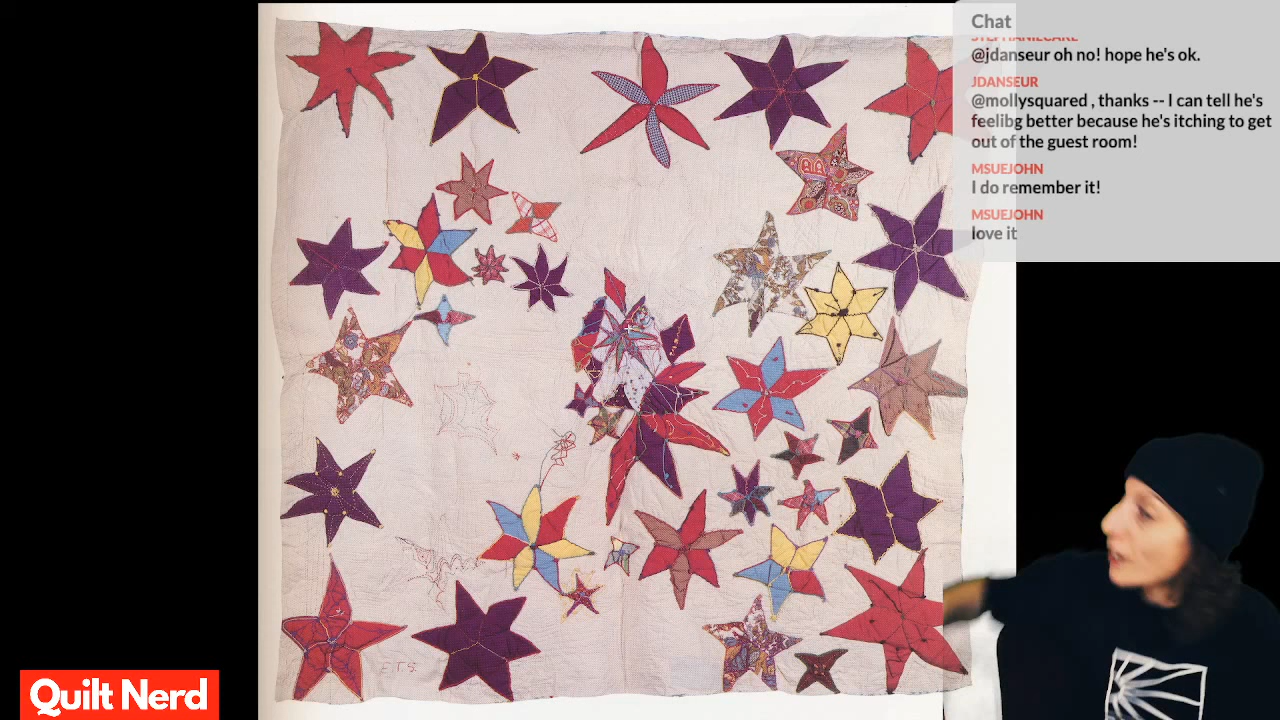 Chat
STEPHANIECAKE
@jdanseur oh no! hope he's ok.
JDANSEUR
@mollysquared , thanks -- I can tell he's
feelibg better because he's itching to get
out of the guest room!
MSUEJOHN
I do remember it!
MSUEJOHN
love it
E T S
Quilt Nerd